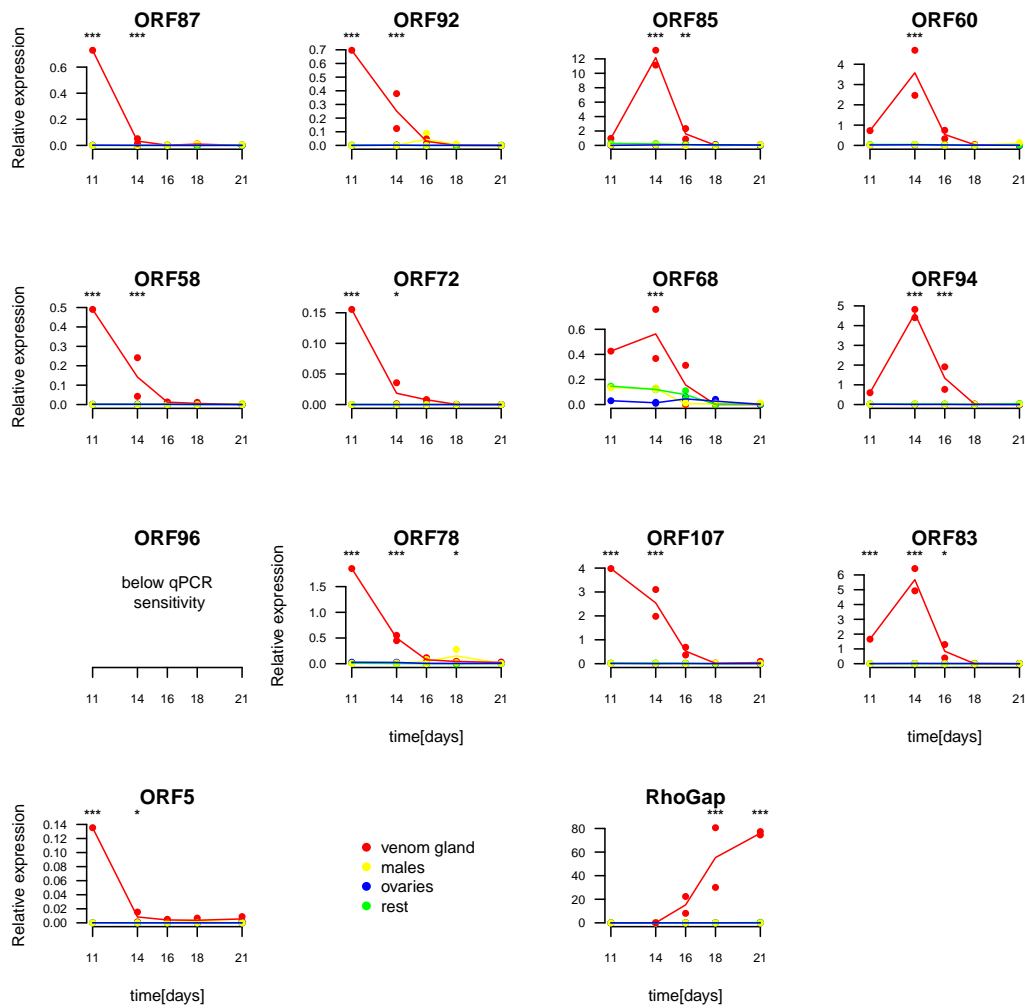 ORF87 ORF92 ORF85 ORF60
*** *** *** *** *** ** ***
Relative expression
0.6 0.4 0.2 0.0
0.7 0.6 0.5 0.4 0.3 0.2 0.1 0.0
12 10 8 6 4 2 0
4 3 2 1 0
11 14 16 18 21 11 14 16 18 21 11 14 16 18 21 11 14 16 18 21
ORF58 ORF72 ORF68 ORF94
*** *** *** * *** *** ***
Relative expression
0.5 0.4 0.3 0.2 0.1 0.0
0.15 0.10 0.05 0.00
0.6 0.4 0.2 0.0
5 4 3 2 1 0
11 14 16 18 21 11 14 16 18 21 11 14 16 18 21 11 14 16 18 21
ORF96 ORF78 ORF107 ORF83
*** *** * *** *** *** *** *
below qPCR
sensitivity
Relative expression
1.5 1.0 0.5 0.0
4 3 2 1 0
6 5 4 3 2 1 0
11 14 16 18 21 11 14 16 18 21 11 14 16 18 21 11 14 16 18 21
time[days] time[days]
ORF5 RhoGap
*** * *** ***
Relative expression
0.14 0.12 0.10 0.08 0.06 0.04 0.02 0.00
venom gland
males
ovaries
rest
80 60 40 20 0
11 14 16 18 21 11 14 16 18 21
time[days] time[days]